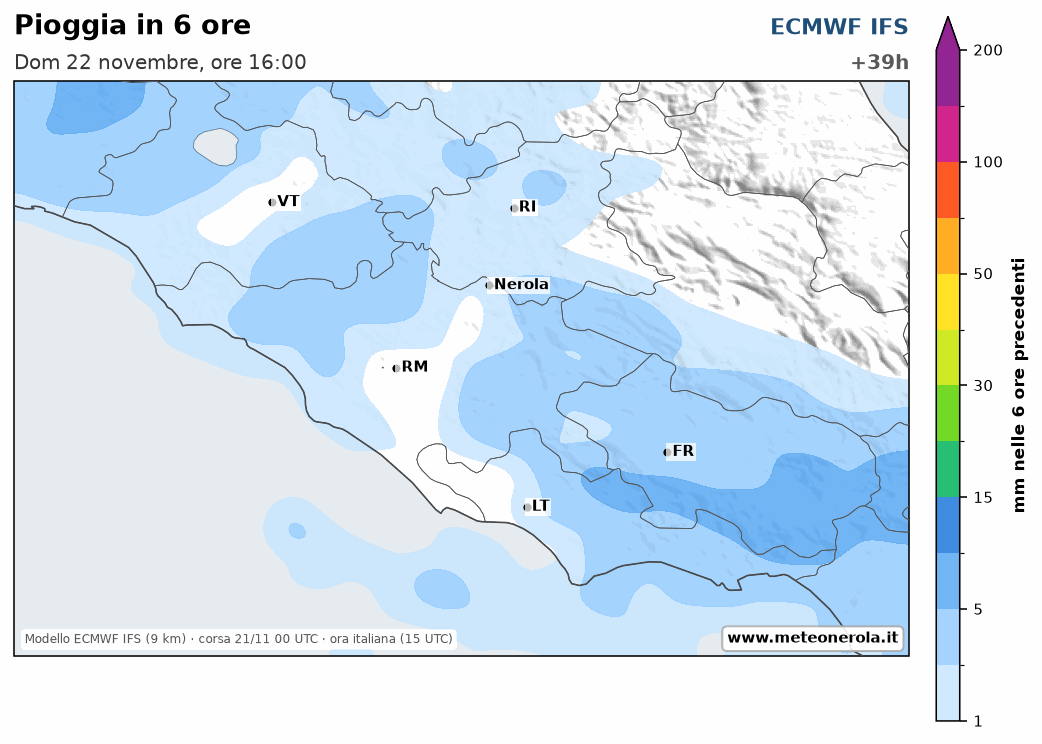 Pioggia in 6 ore
ECMWF IFS
Dom 22 novembre, ore 16:00
+39h
VT
RI
Nerola
RM
FR
LT
Modello ECMWF IFS (9 km) · corsa 21/11 00 UTC · ora italiana (15 UTC)
www.meteonerola.it
200
100
50
30
15
5
1
mm nelle 6 ore precedenti